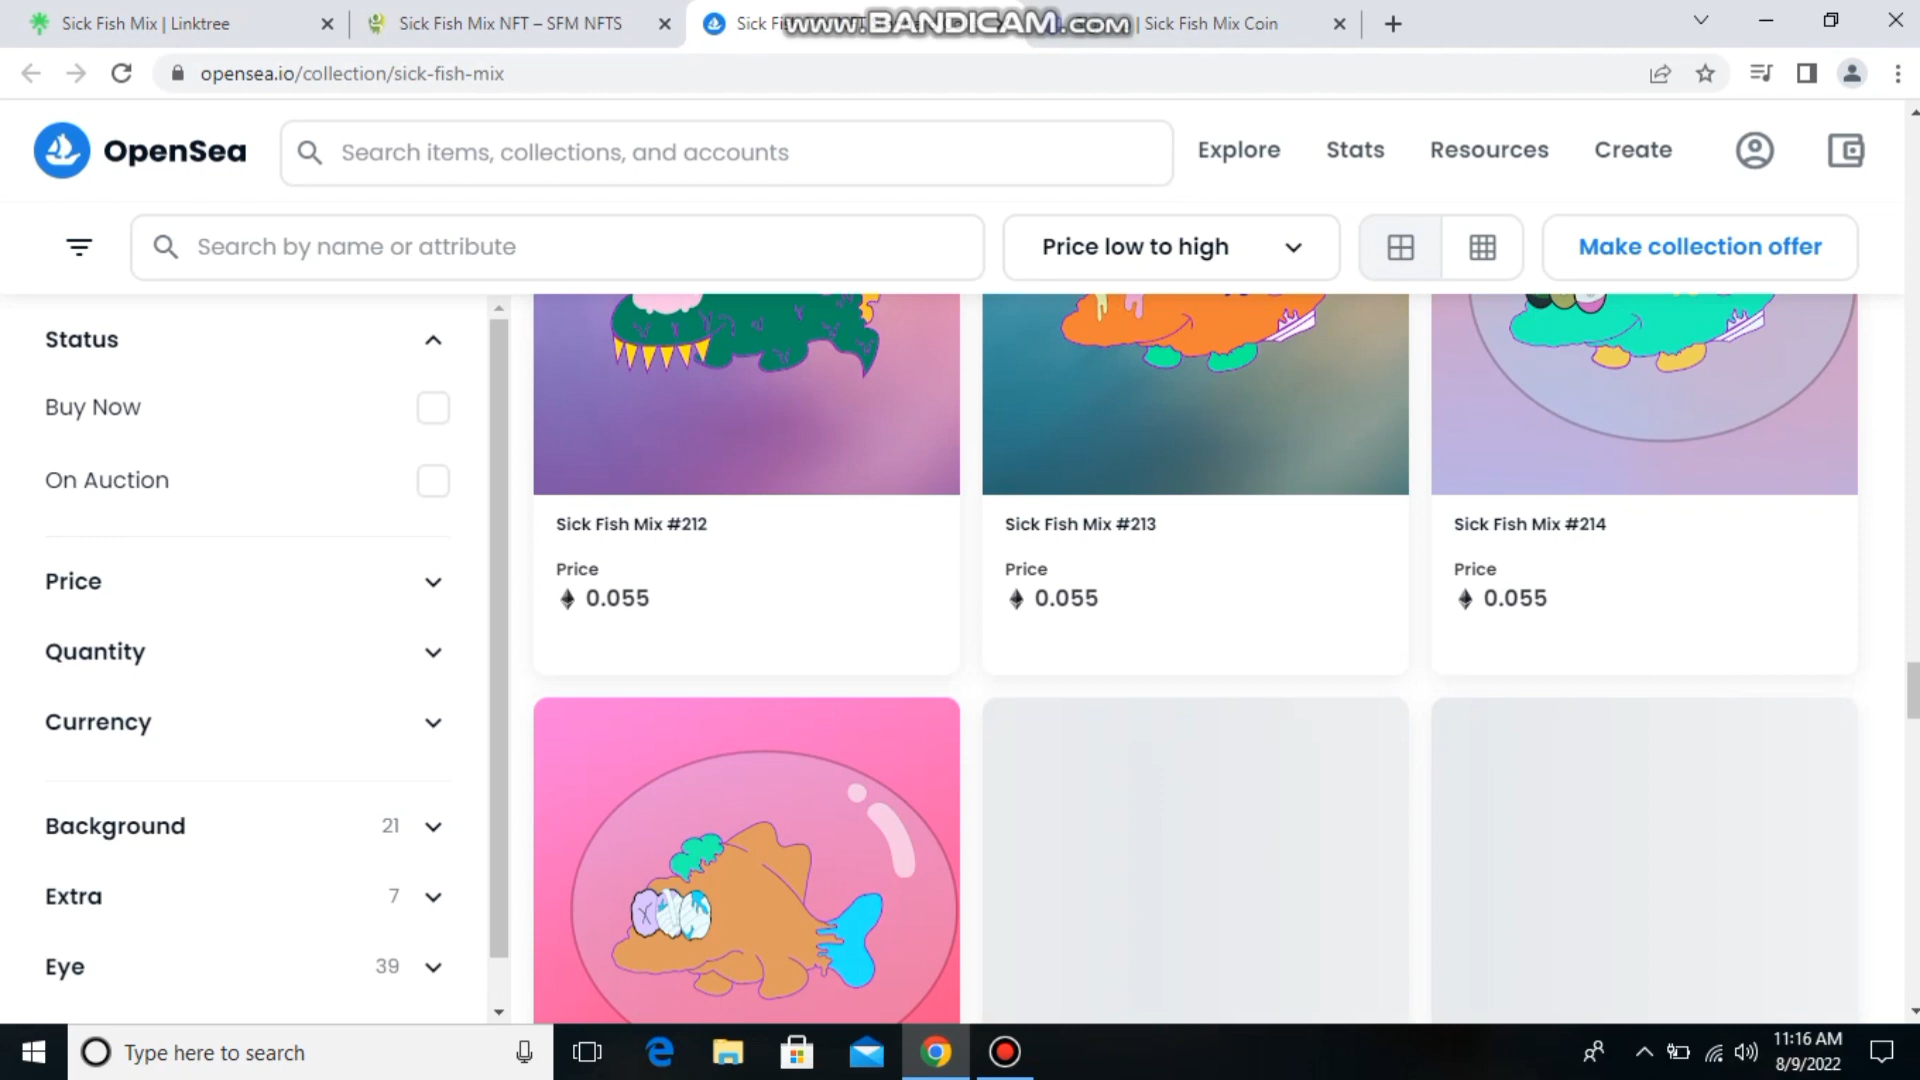 Sick Fish Mix | Linktree
Sick Fish Mix NFT – SFM NFTS
Sick Fi
www.BANDICAM.com
| Sick Fish Mix Coin
opensea.io/collection/sick-fish-mix
OpenSea
Search items, collections, and accounts
Explore
Stats
Resources
Create
Search by name or attribute
Price low to high
Make collection offer
Status
Buy Now
On Auction
Price
Quantity
Currency
Background 21
Extra 7
Eye 39
Sick Fish Mix #212
Price
0.055
Sick Fish Mix #213
Price
0.055
Sick Fish Mix #214
Price
0.055
Type here to search
11:16 AM
8/9/2022